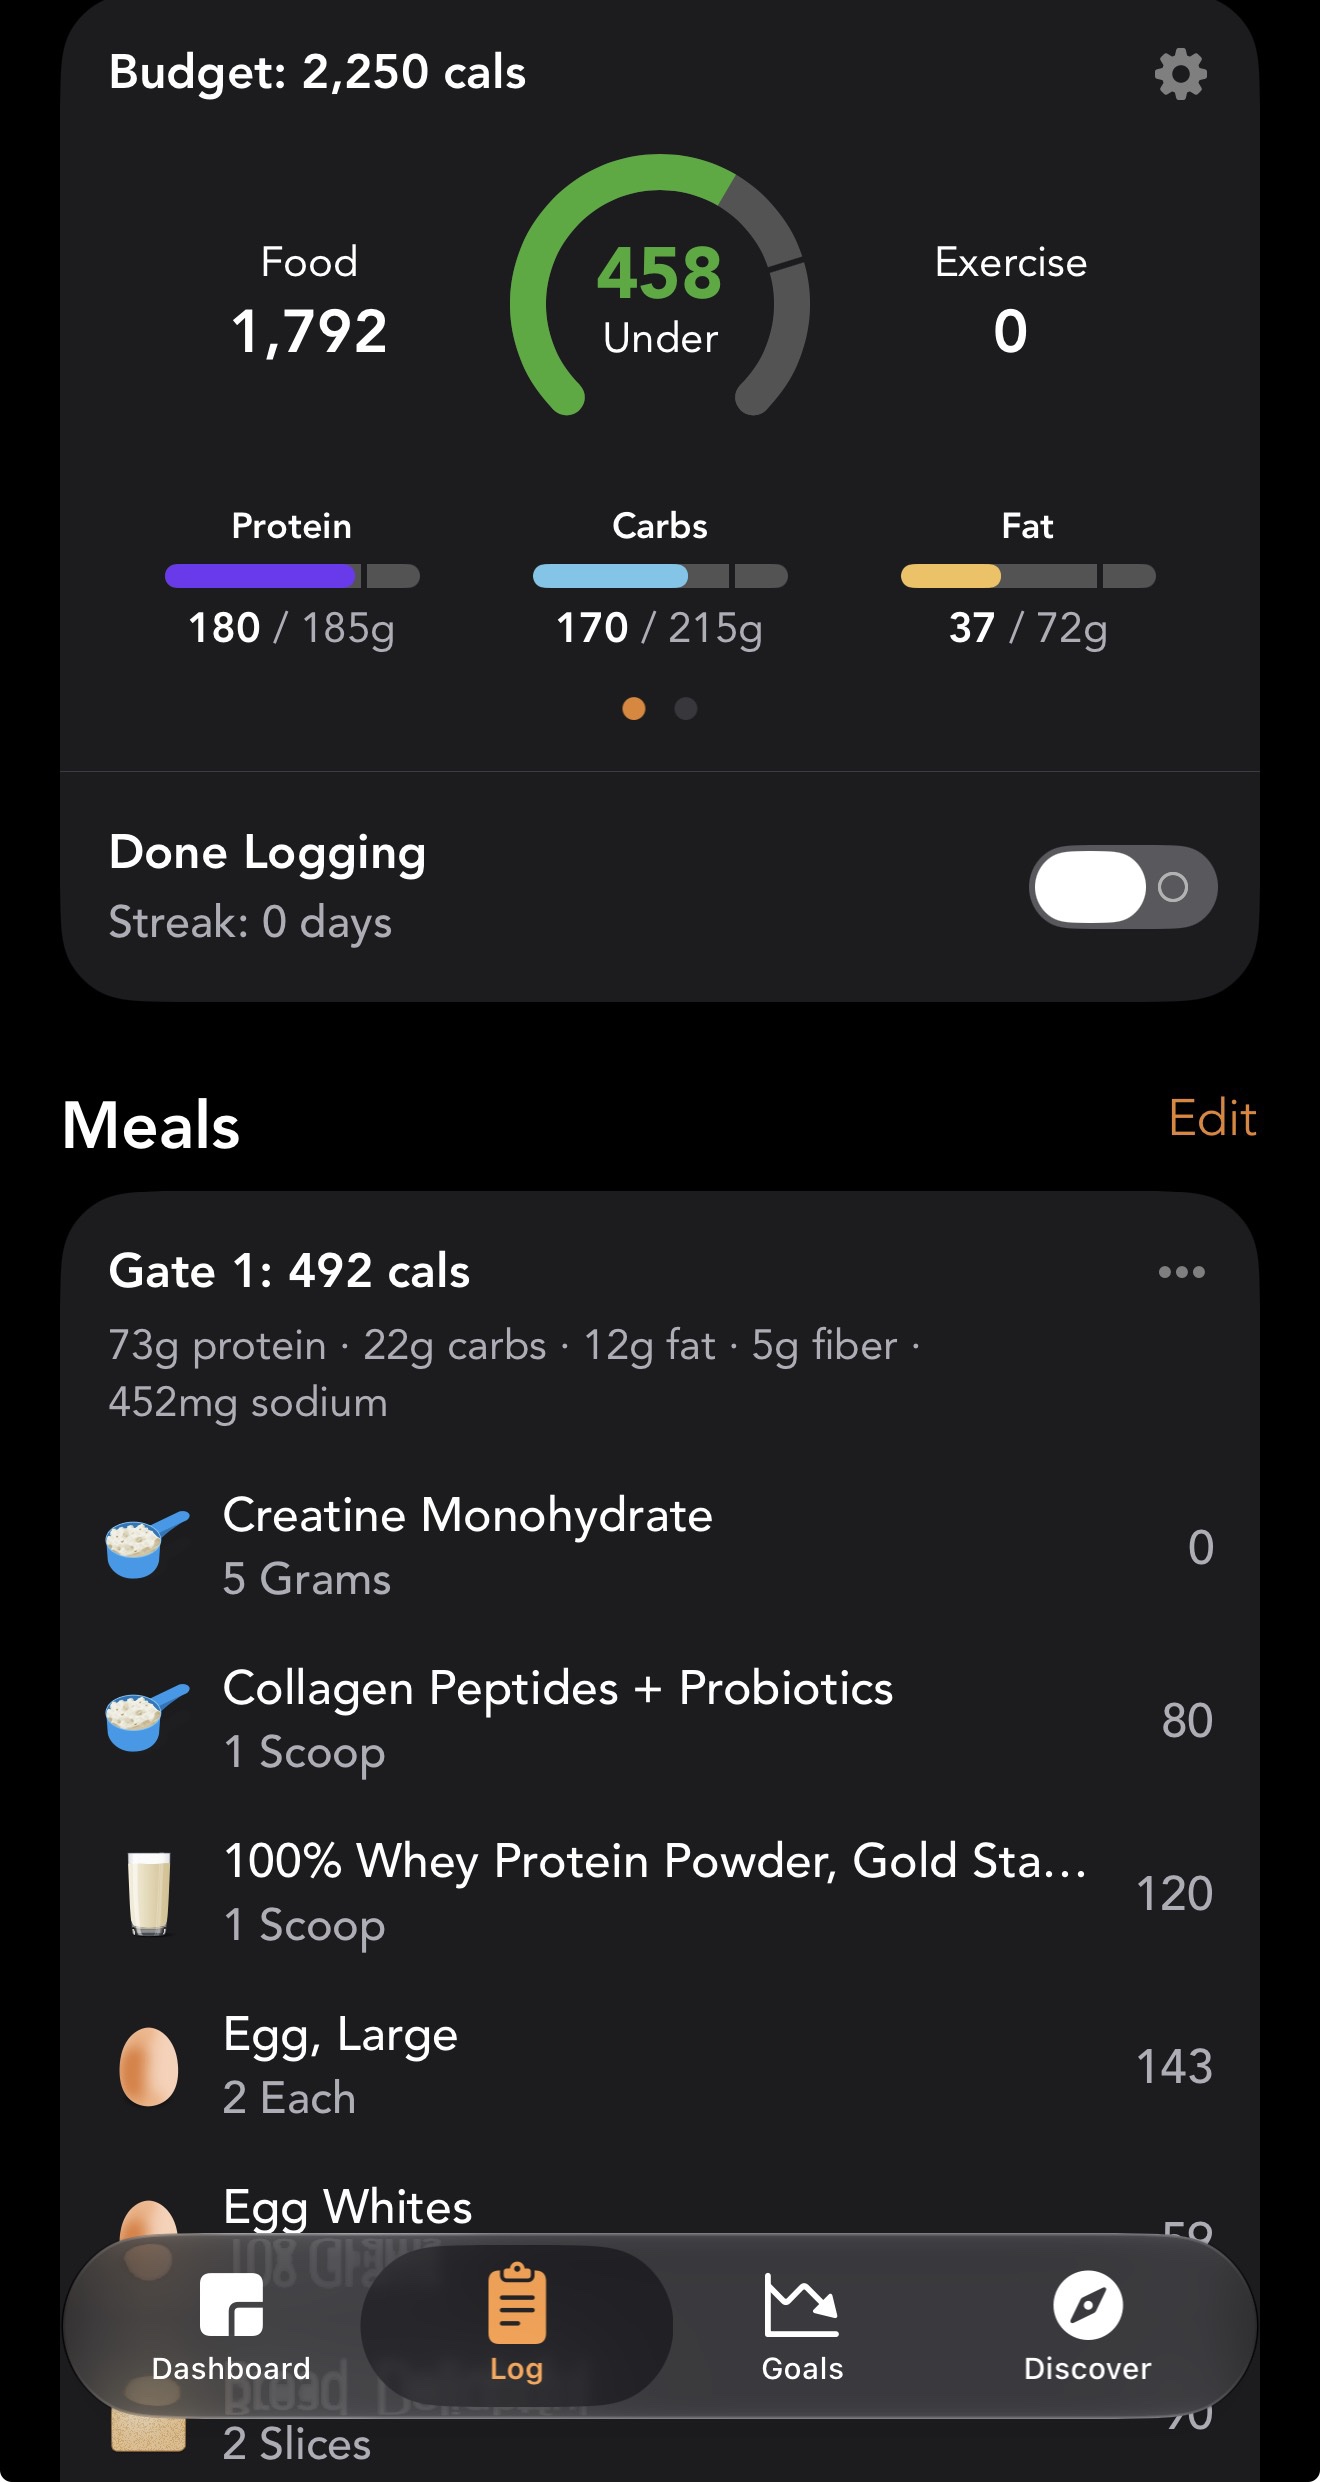 Budget: 2,250 cals
Food
1,792
458
Under
Exercise
0
Protein
180 / 185g
Carbs
170 / 215g
Fat
37 / 72g
Done Logging
Streak: 0 days
Meals
Edit
Gate 1: 492 cals
73g protein · 22g carbs · 12g fat · 5g fiber ·
452mg sodium
Creatine Monohydrate
5 Grams
0
Collagen Peptides + Probiotics
1 Scoop
80
100% Whey Protein Powder, Gold Sta...
1 Scoop
120
Egg, Large
2 Each
143
Egg Whites
59
Dashboard
Log
Goals
Discover
2 Slices